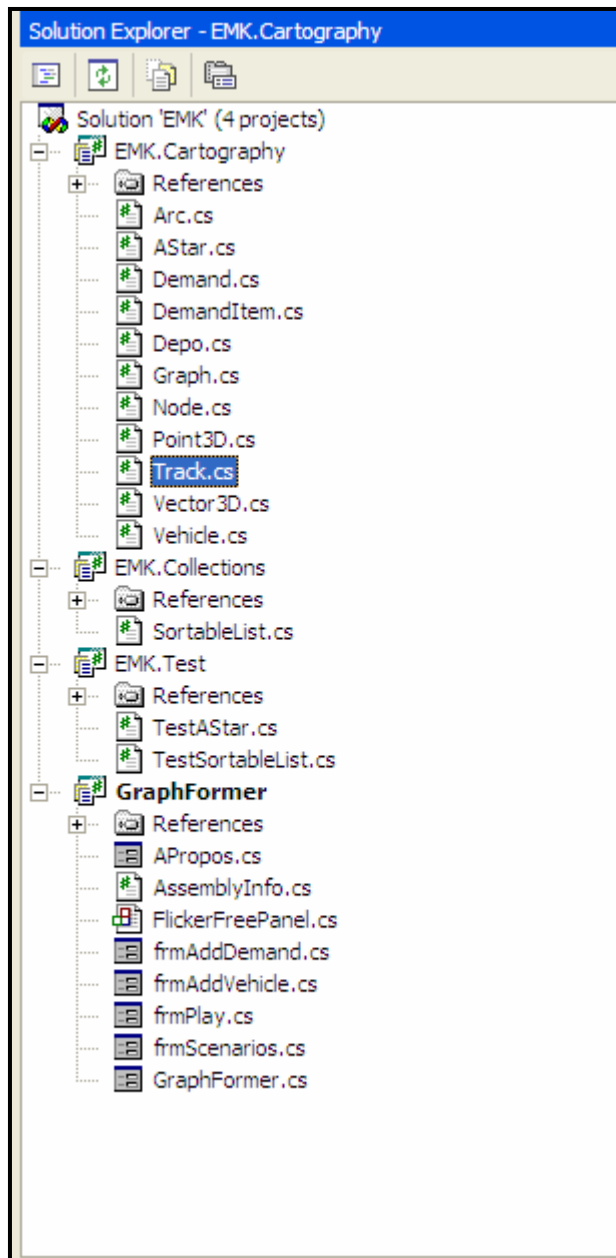 Solution Explorer - EMK.Cartography
Solution 'EMK' (4 projects)
EMK.Cartography
References
Arc.cs
AStar.cs
Demand.cs
DemandItem.cs
Depo.cs
Graph.cs
Node.cs
Point3D.cs
Track.cs
Vector3D.cs
Vehicle.cs
EMK.Collections
References
SortableList.cs
EMK.Test
References
TestAStar.cs
TestSortableList.cs
GraphFormer
References
APropos.cs
AssemblyInfo.cs
FlickerFreePanel.cs
frmAddDemand.cs
frmAddVehicle.cs
frmPlay.cs
frmScenarios.cs
GraphFormer.cs